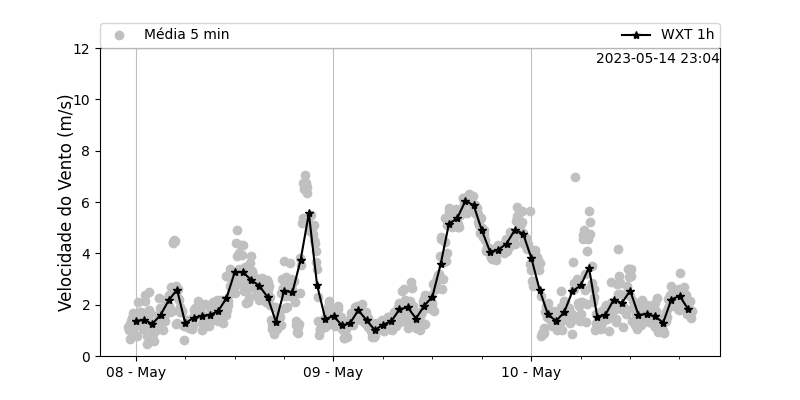 Média 5 min
WXT 1h
2023-05-14 23:04
Velocidade do Vento (m/s)
12
10
8
6
4
2
0
08 - May
09 - May
10 - May